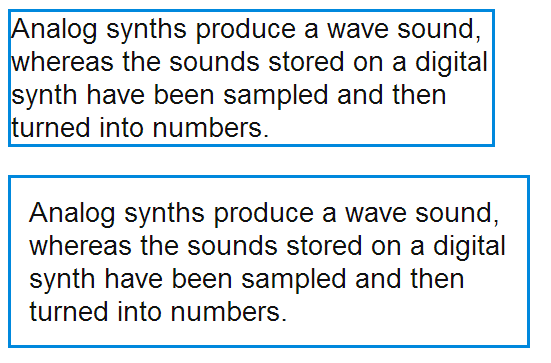 Analog synths produce a wave sound,
whereas the sounds stored on a digital
synth have been sampled and then
turned into numbers.
Analog synths produce a wave sound,
whereas the sounds stored on a digital
synth have been sampled and then
turned into numbers.